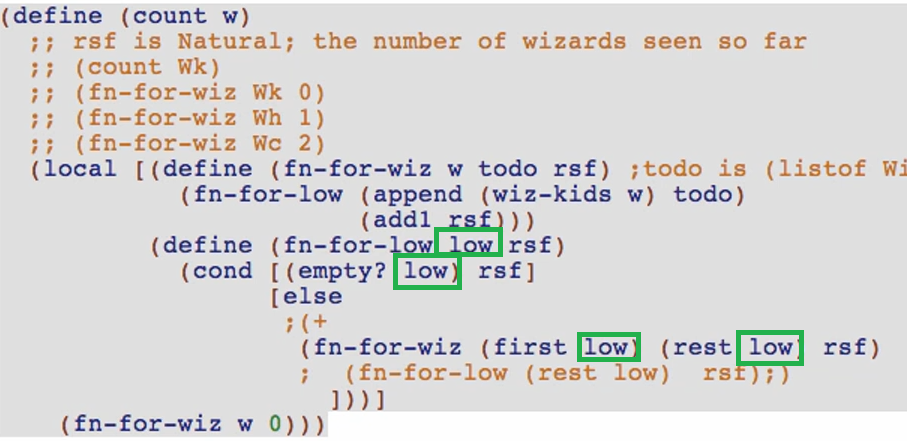 (define (count w)
;; rsf is Natural; the number of wizards seen so far
;; (count Wk)
;; (fn-for-wiz Wk 0)
;; (fn-for-wiz Wh 1)
;; (fn-for-wiz Wc 2)
(local [(define (fn-for-wiz w todo rsf) ;todo is (listof Wi
(fn-for-low (append (wiz-kids w) todo)
(add1 rsf)))
(define (fn-for-low low rsf)
(cond [(empty? low) rsf]
[else
;(+
(fn-for-wiz (first low) (rest low) rsf)
; (fn-for-low (rest low) rsf);)
]))]
(fn-for-wiz w 0)))